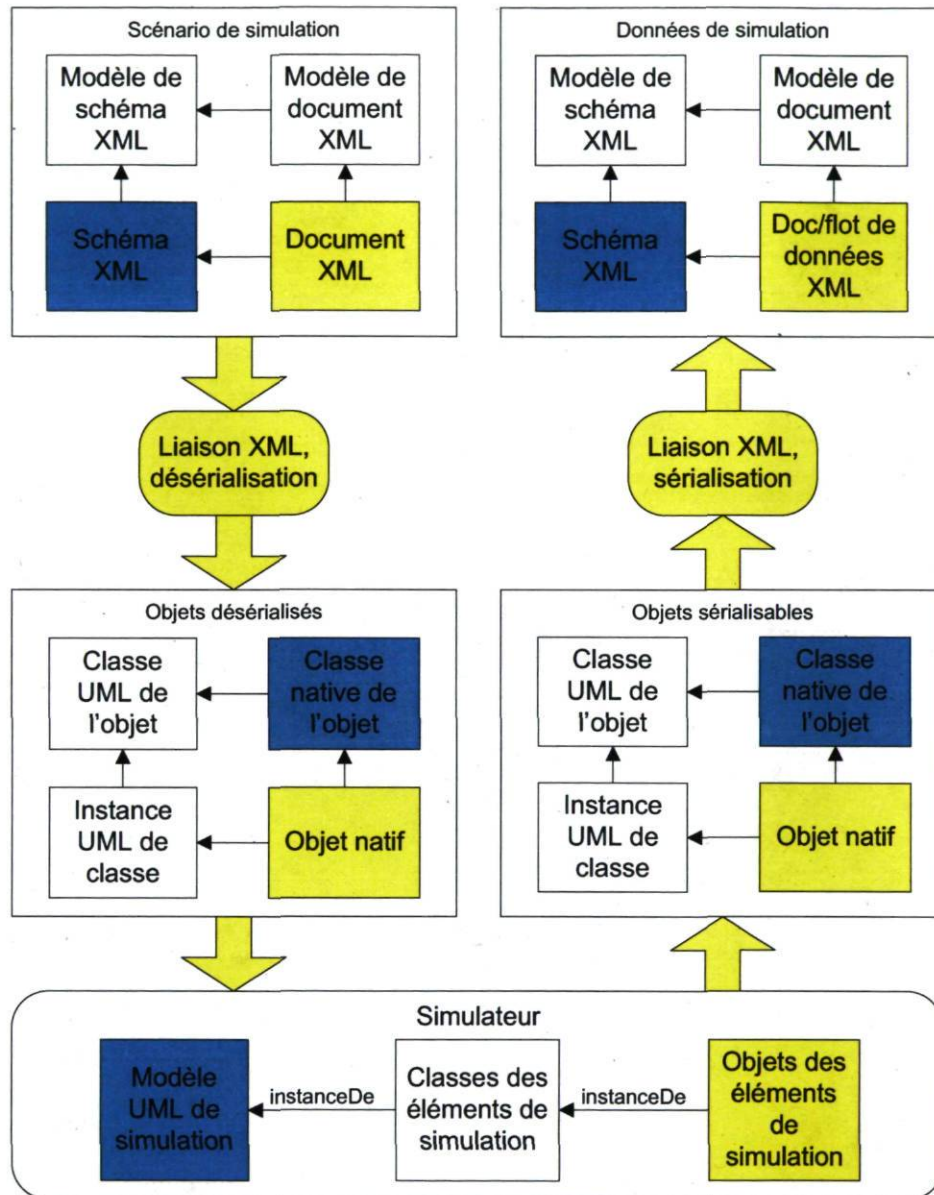 Scénario de simulation
Modèle de
schéma
XML
Modèle de
document
XML
Schéma
XML
Document
XML
Données de simulation
Modèle de
schéma
XML
Modèle de
document
XML
Schéma
XML
Doc/flot de
données
XML
Liaison XML,
désérialisation
Liaison XML,
sérialisation
Objets désérialisés
Classe
UML de
l'objet
Classe
native de
l'objet
Instance
UML de
classe
Objet natif
Objets sérialisables
Classe
UML de
l'objet
Classe
native de
l'objet
Instance
UML de
classe
Objet natif
Simulateur
Modèle
UML de
simulation
instanceDe
Classes des
éléments de
simulation
instanceDe
Objets des
éléments
de
simulation